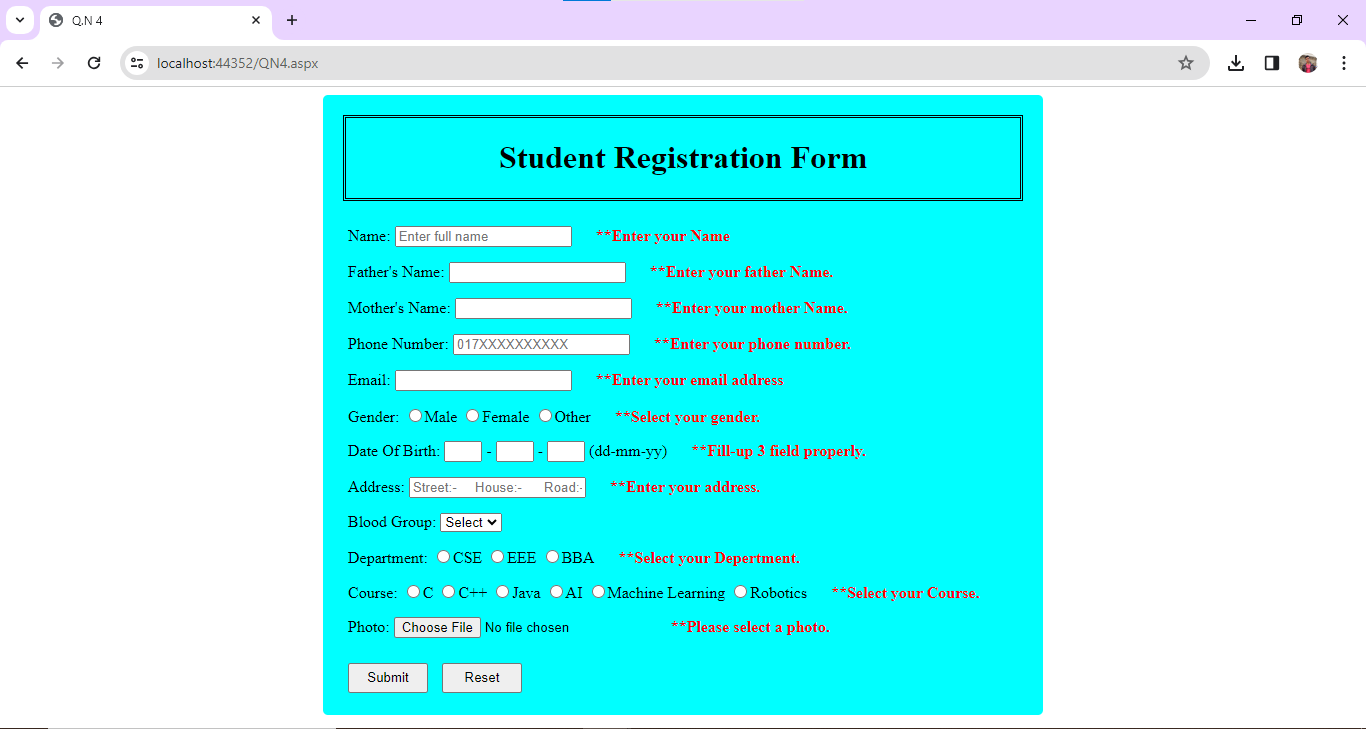 Q.N 4
localhost:44352/QN4.aspx
Student Registration Form
Name: Enter full name **Enter your Name
Father's Name: **Enter your father Name.
Mother's Name: **Enter your mother Name.
Phone Number: 017XXXXXXXXXX **Enter your phone number.
Email: **Enter your email address
Gender: Male Female Other **Select your gender.
Date Of Birth: - - (dd-mm-yy) **Fill-up 3 field properly.
Address: Street:- House:- Road:- **Enter your address.
Blood Group: Select
Department: CSE EEE BBA **Select your Depertment.
Course: C C++ Java AI Machine Learning Robotics **Select your Course.
Photo: Choose File No file chosen **Please select a photo.
Submit Reset